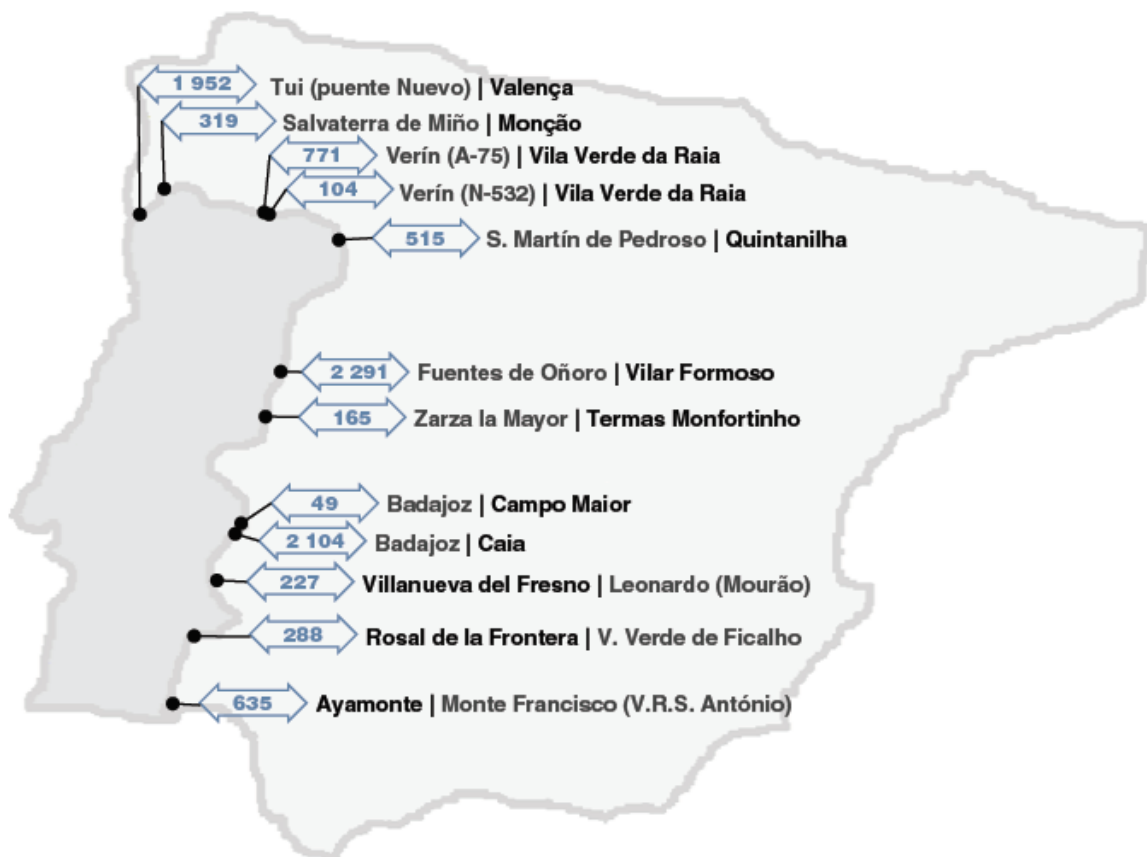 1 952 Tui (puente Nuevo) | Valença
319 Salvaterra de Miño | Monção
771 Verín (A-75) | Vila Verde da Raia
104 Verín (N-532) | Vila Verde da Raia
515 S. Martín de Pedroso | Quintanilha
2 291 Fuentes de Oñoro | Vilar Formoso
165 Zarza la Mayor | Termas Monfortinho
49 Badajoz | Campo Maior
2 104 Badajoz | Caia
227 Villanueva del Fresno | Leonardo (Mourão)
288 Rosal de la Frontera | V. Verde de Ficalho
635 Ayamonte | Monte Francisco (V.R.S. António)